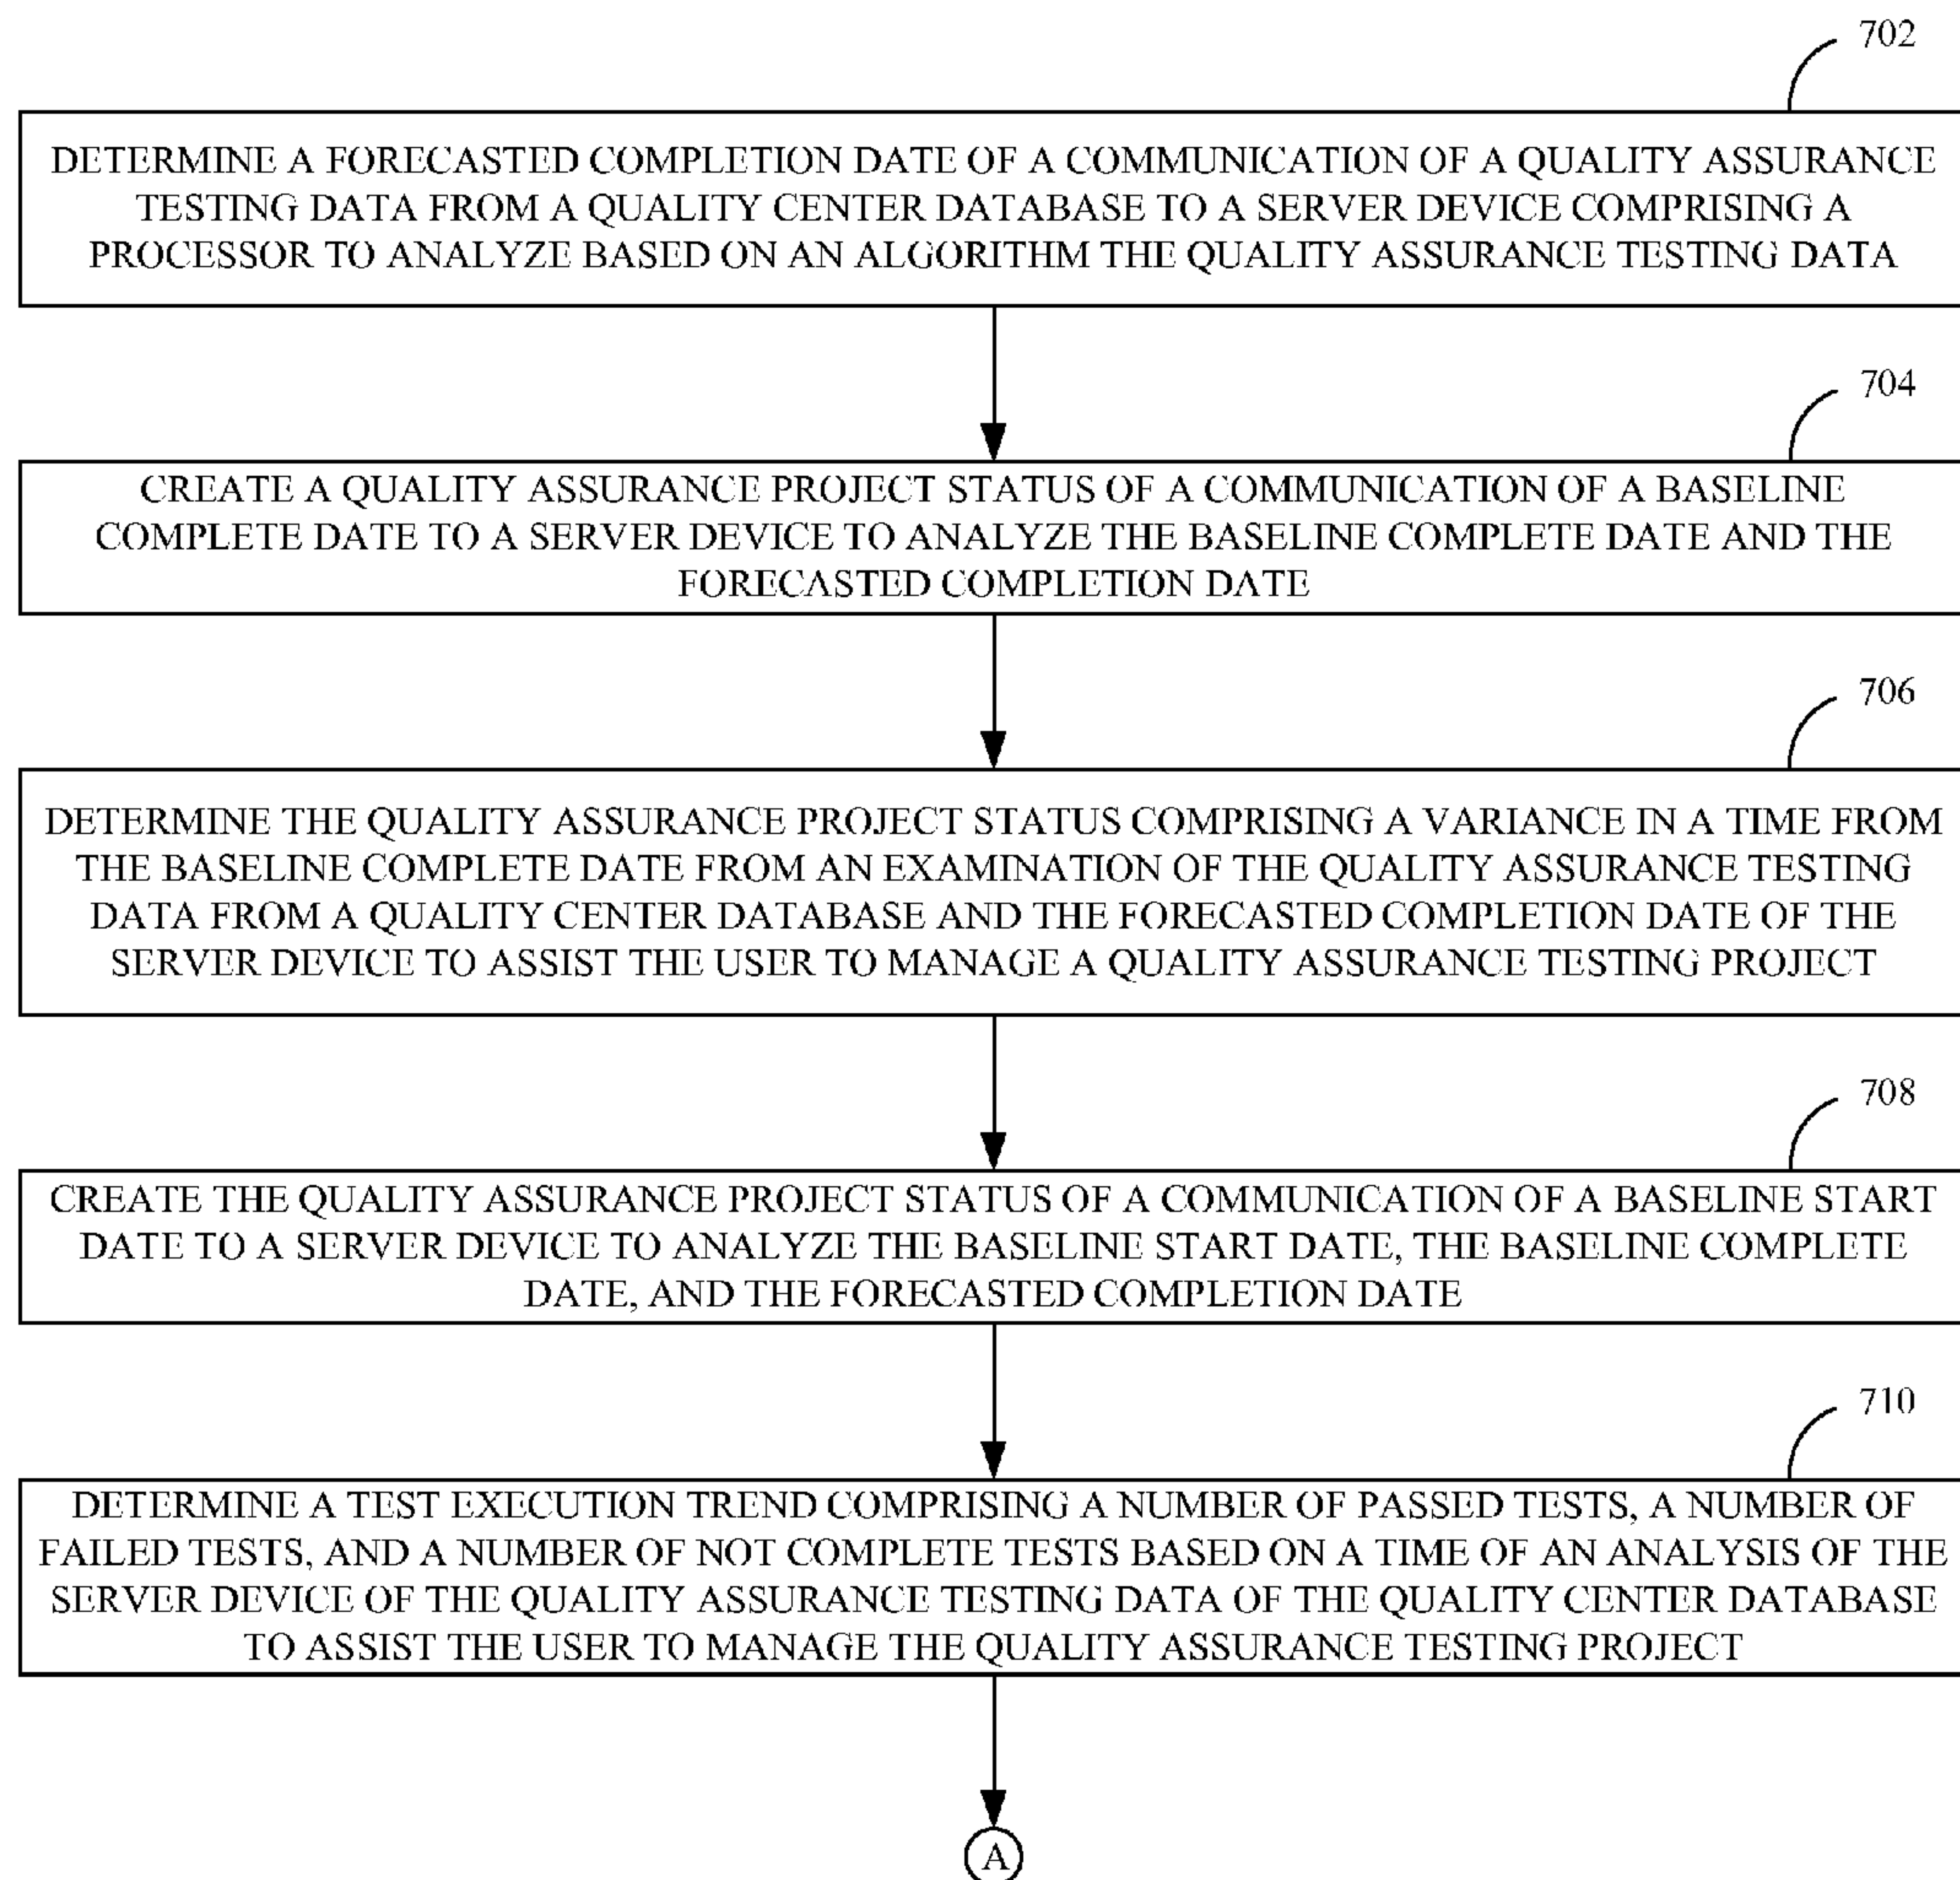 702
DETERMINE A FORECASTED COMPLETION DATE OF A COMMUNICATION OF A QUALITY ASSURANCE
TESTING DATA FROM A QUALITY CENTER DATABASE TO A SERVER DEVICE COMPRISING A
PROCESSOR TO ANALYZE BASED ON AN ALGORITHM THE QUALITY ASSURANCE TESTING DATA
704
CREATE A QUALITY ASSURANCE PROJECT STATUS OF A COMMUNICATION OF A BASELINE
COMPLETE DATE TO A SERVER DEVICE TO ANALYZE THE BASELINE COMPLETE DATE AND THE
FORECASTED COMPLETION DATE
706
DETERMINE THE QUALITY ASSURANCE PROJECT STATUS COMPRISING A VARIANCE IN A TIME FROM
THE BASELINE COMPLETE DATE FROM AN EXAMINATION OF THE QUALITY ASSURANCE TESTING
DATA FROM A QUALITY CENTER DATABASE AND THE FORECASTED COMPLETION DATE OF THE
SERVER DEVICE TO ASSIST THE USER TO MANAGE A QUALITY ASSURANCE TESTING PROJECT
708
CREATE THE QUALITY ASSURANCE PROJECT STATUS OF A COMMUNICATION OF A BASELINE START
DATE TO A SERVER DEVICE TO ANALYZE THE BASELINE START DATE, THE BASELINE COMPLETE
DATE, AND THE FORECASTED COMPLETION DATE
710
DETERMINE A TEST EXECUTION TREND COMPRISING A NUMBER OF PASSED TESTS, A NUMBER OF
FAILED TESTS, AND A NUMBER OF NOT COMPLETE TESTS BASED ON A TIME OF AN ANALYSIS OF THE
SERVER DEVICE OF THE QUALITY ASSURANCE TESTING DATA OF THE QUALITY CENTER DATABASE
TO ASSIST THE USER TO MANAGE THE QUALITY ASSURANCE TESTING PROJECT
A